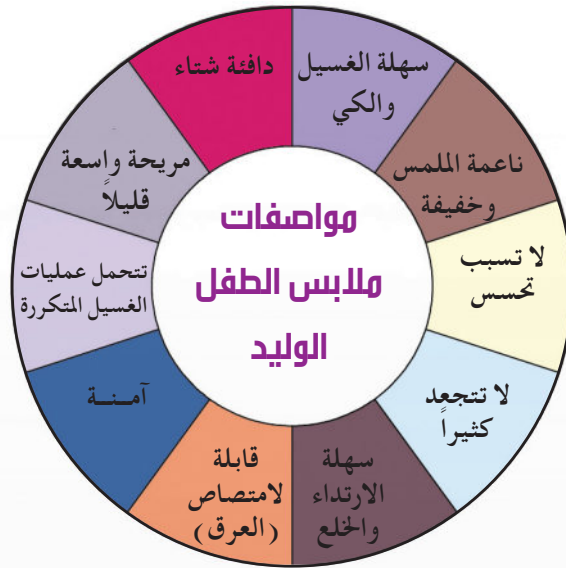 مواصفات
ملابس الطفل
الوليد
سهلة الغسيل
والكي
ناعمة الملمس
وخفيفة
لا تسبب
تحسس
لا تتجعد
كثيراً
سهلة
الارتداء
والخلع
قابلة
لامتصاص
(العرق)
آمنــة
تتحمل عمليات
الغسيل المتكررة
مريحة واسعة
قليلاً
دافئة شتاء